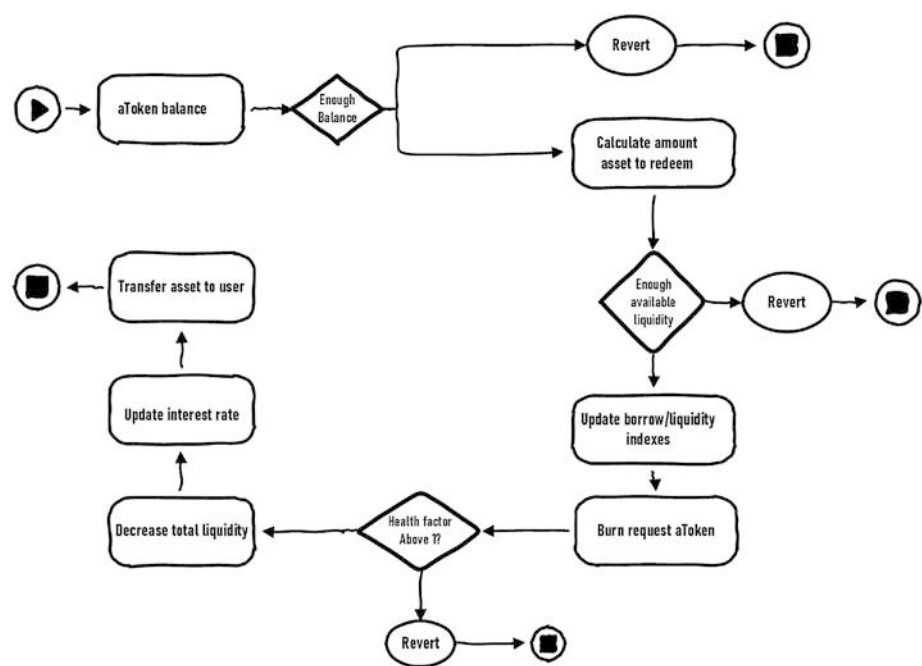 Revert
aToken balance
Enough
Balance
Calculate amount
asset to redeem
Transfer asset to user
Enough
available
liquidity
Revert
Update interest rate
Update borrow/liquidity
indexes
Decrease total liquidity
Health factor
Above 1?
Burn request aToken
Revert